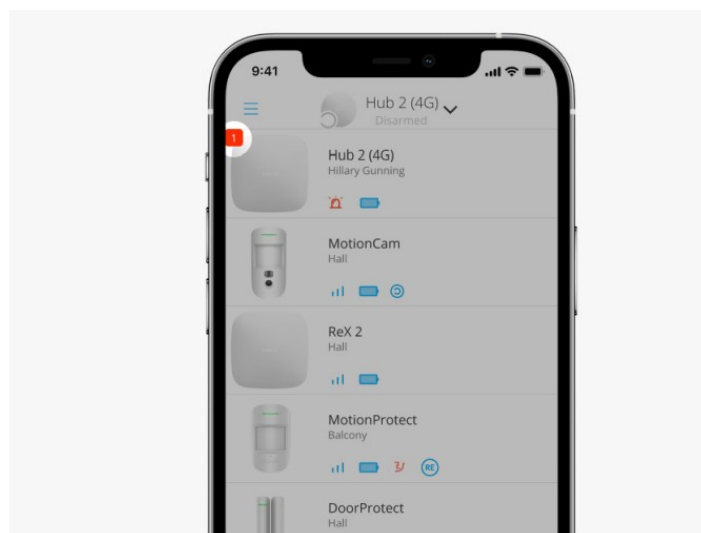 9:41
Hub 2 (4G)
Disarmed
1
Hub 2 (4G)
Hillary Gunning
MotionCam
Hall
ReX 2
Hall
MotionProtect
Balcony
RE
DoorProtect
Hall